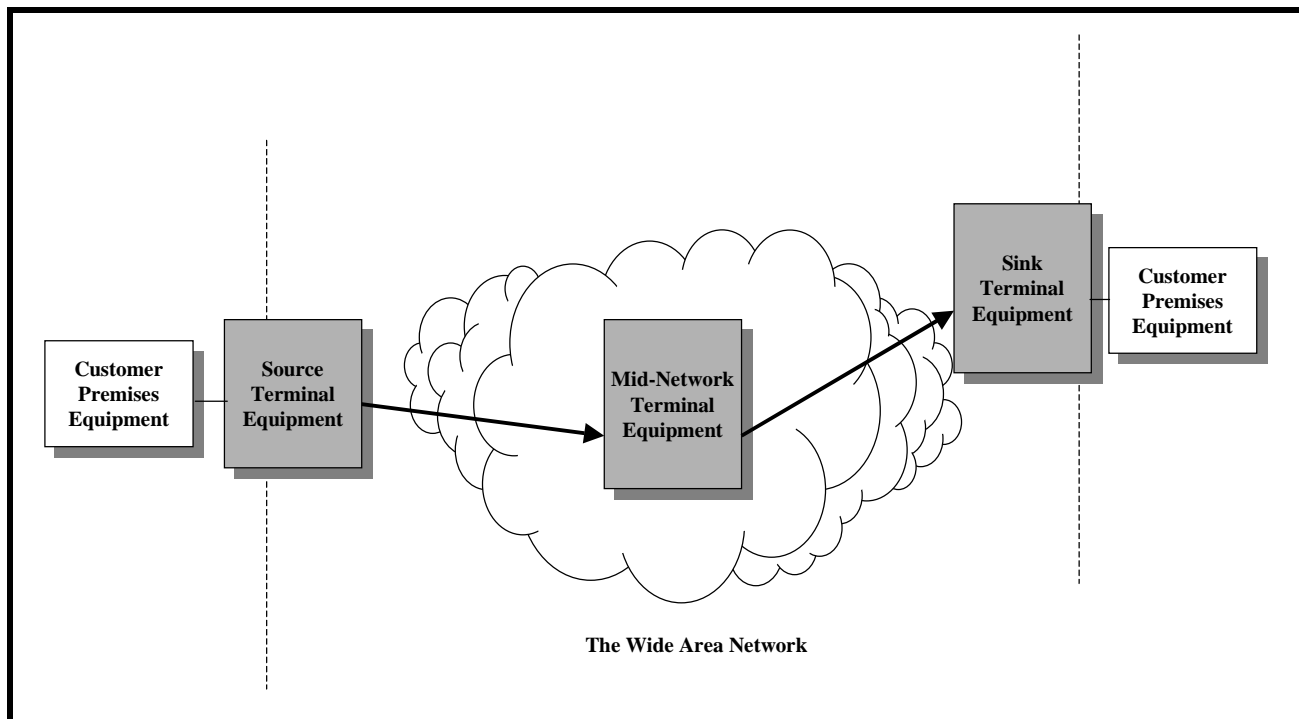 Customer
Premises
Equipment
Source
Terminal
Equipment
Mid-Network
Terminal
Equipment
Sink
Terminal
Equipment
Customer
Premises
Equipment
The Wide Area Network